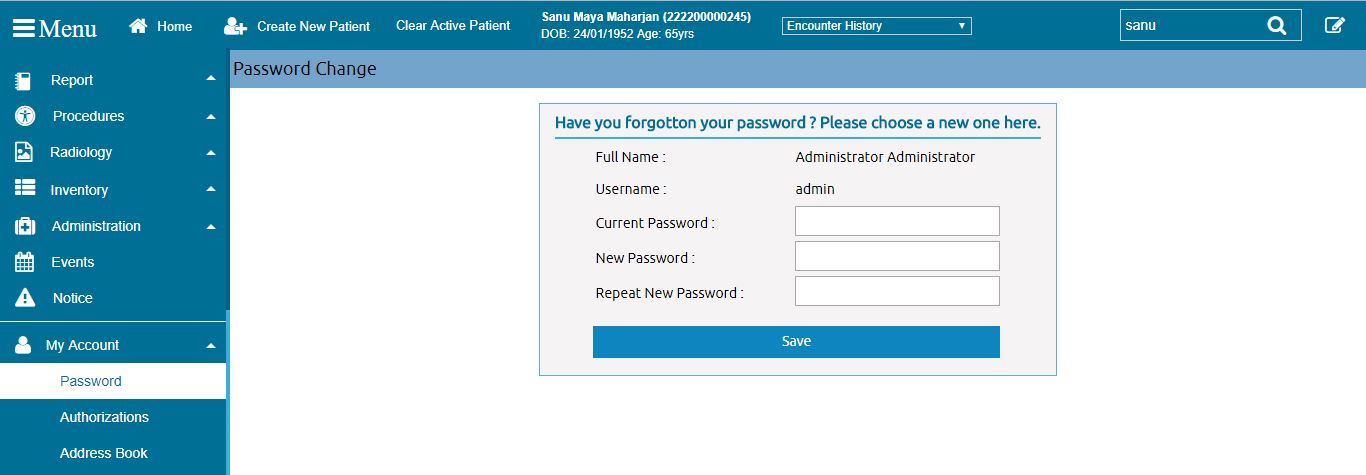 Menu
Home
Create New Patient
Clear Active Patient
Sanu Maya Maharjan (222200000245)
DOB: 24/01/1952 Age: 65yrs
Encounter History
sanu
Report
Procedures
Radiology
Inventory
Administration
Events
Notice
My Account
Password
Authorizations
Address Book
Password Change
Have you forgotton your password ? Please choose a new one here.
Full Name : Administrator Administrator
Username : admin
Current Password :
New Password :
Repeat New Password :
Save